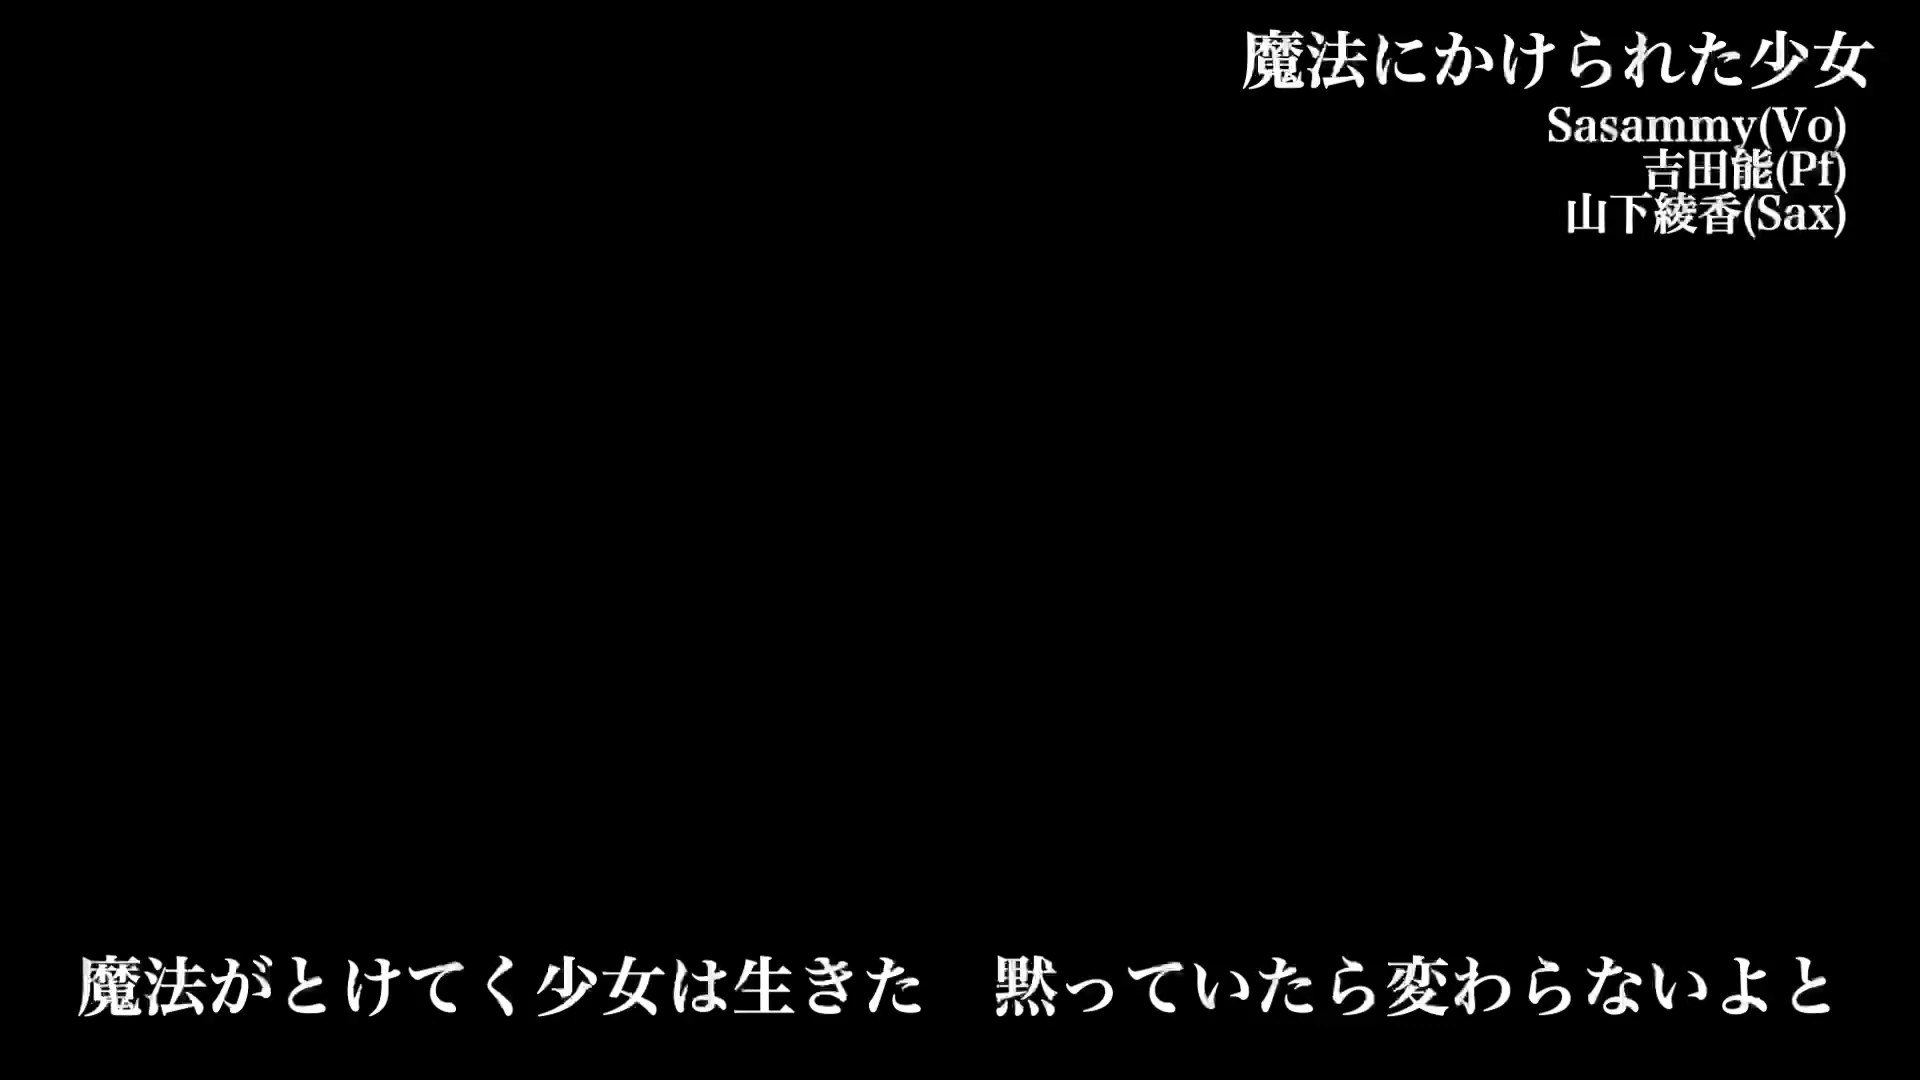 魔法にかけられた少女
Sasammy(Vo)
吉田能(Pf)
山下綾香(Sax)
魔法がとけてく少女は生きた　黙っていたら変わらないよと